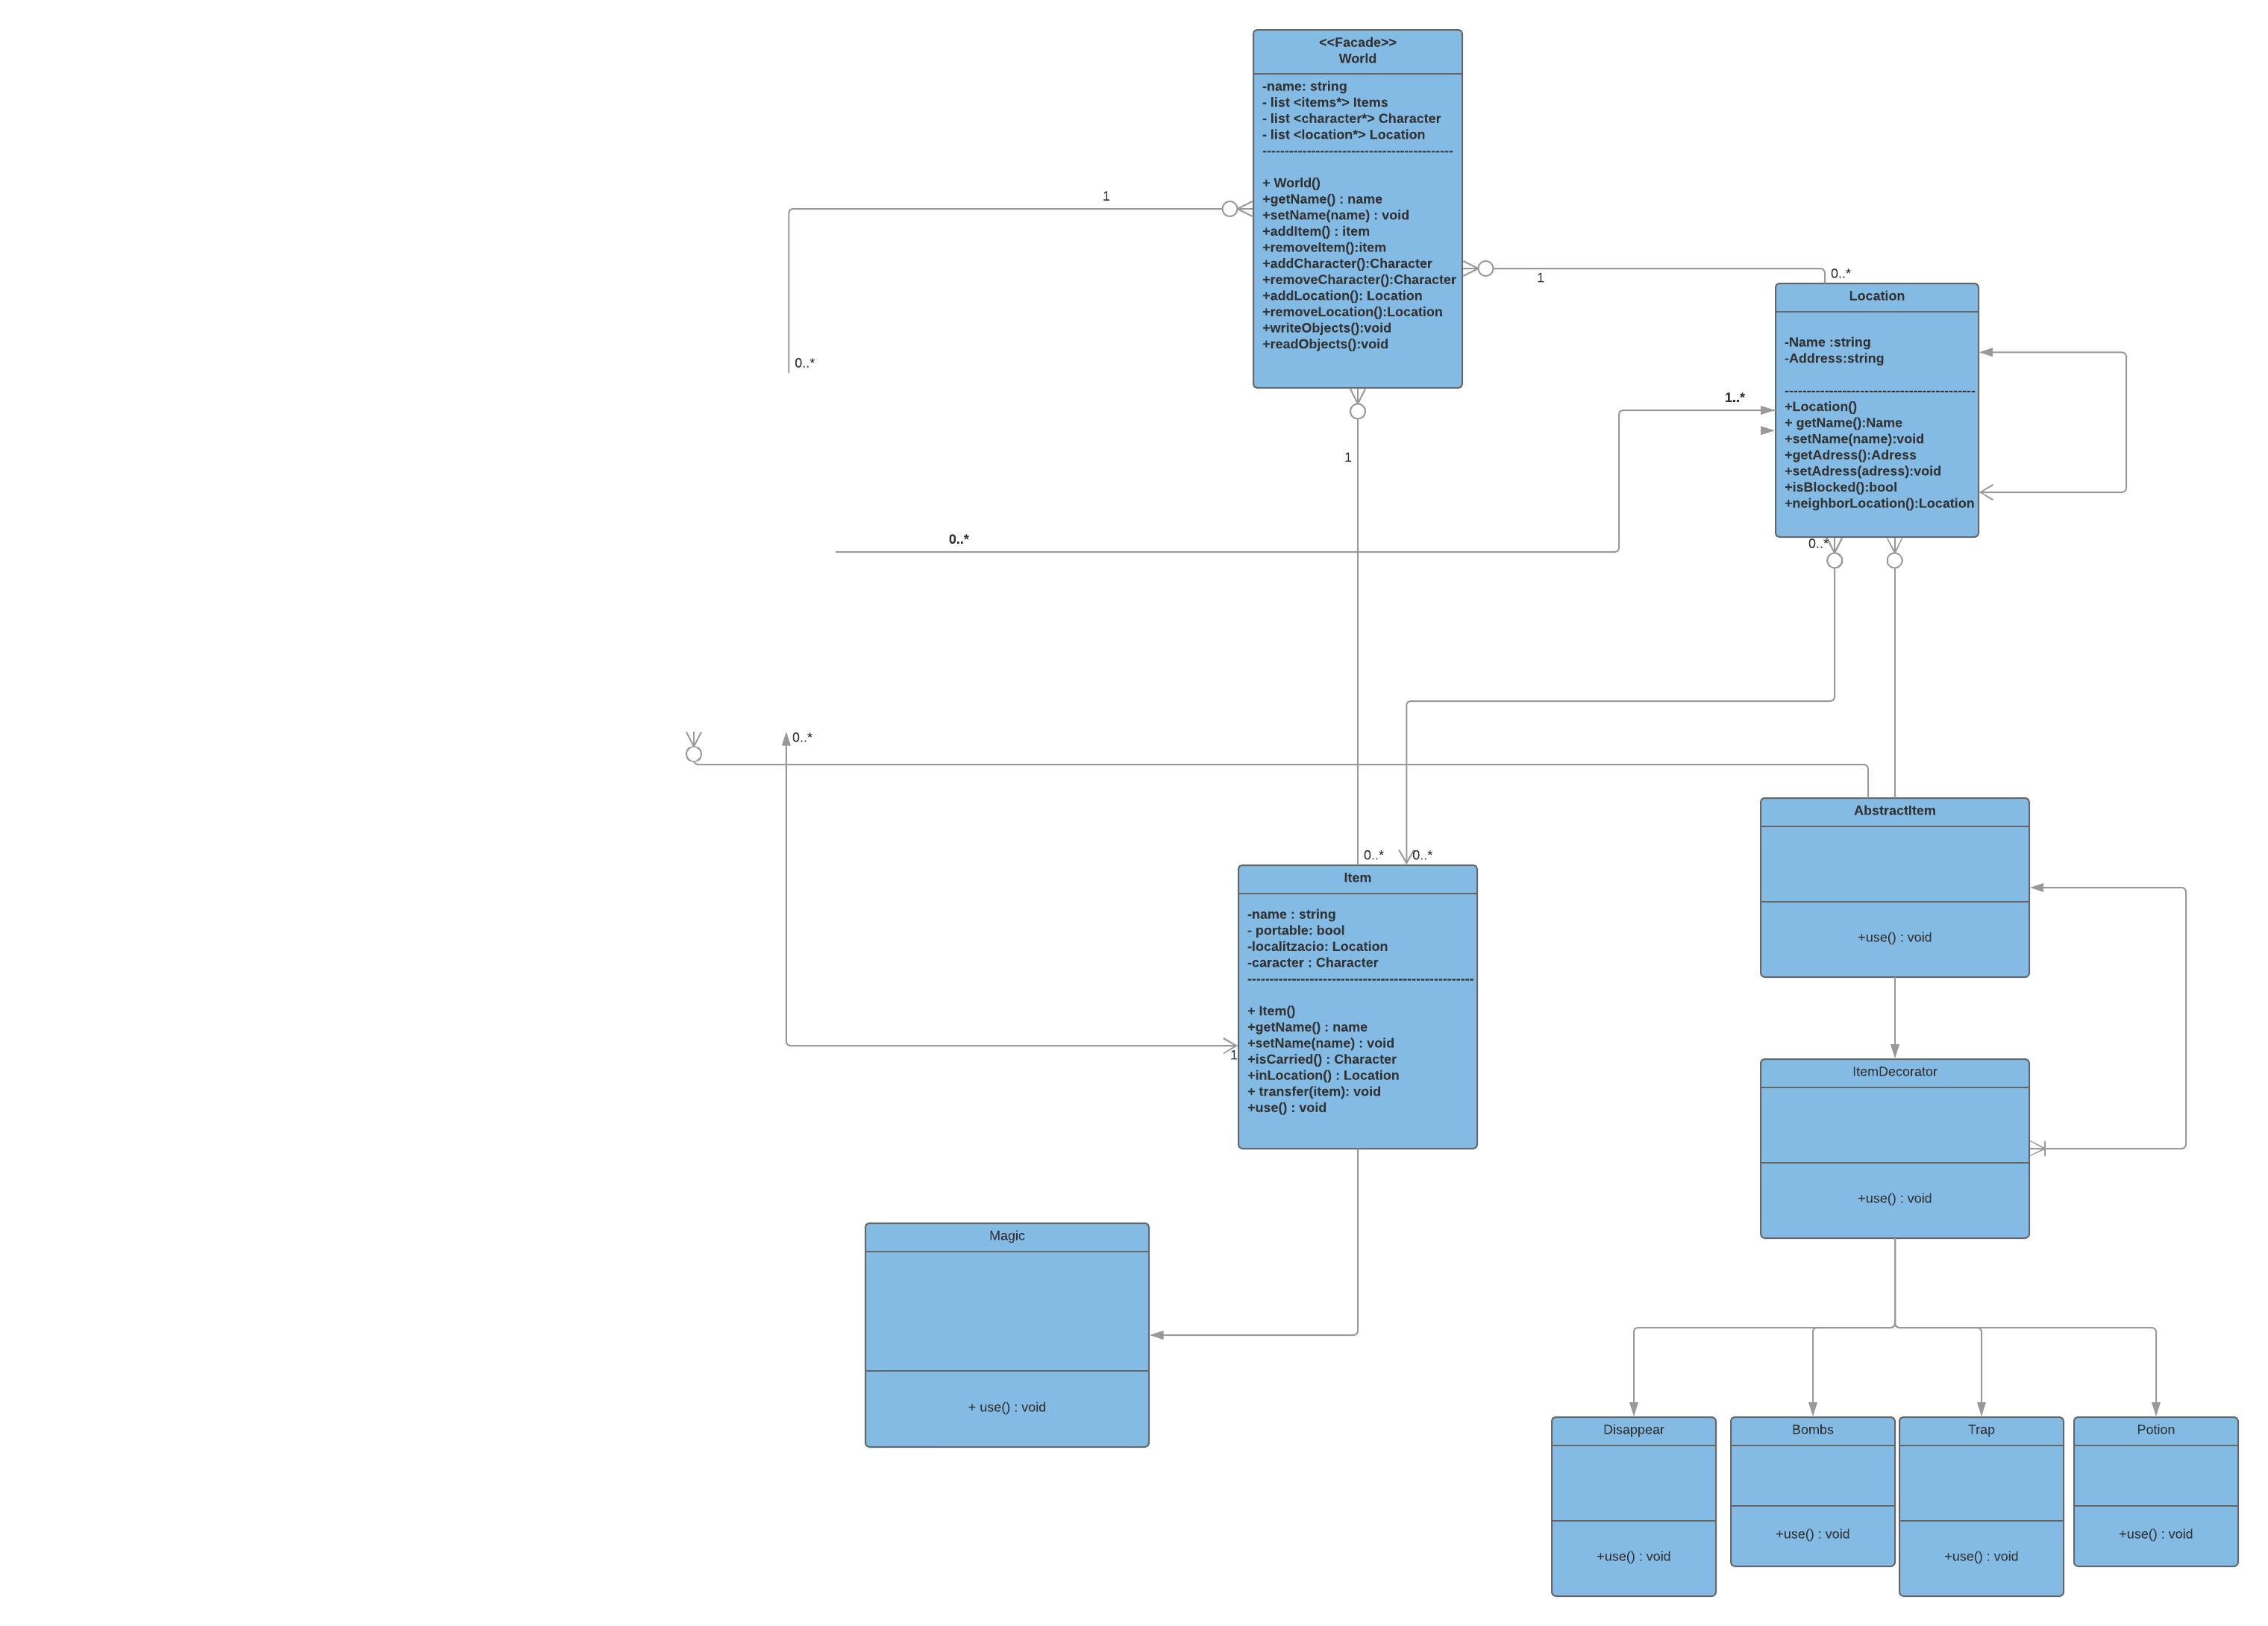 <<Facade>>
World
-name: string
- list <items*> Items
- list <character*> Character
- list <location*> Location
-------------------------------------------
+ World()
+getName() : name
+setName(name) : void
+addItem() : item
+removeItem():item
+addCharacter():Character
+removeCharacter():Character
+addLocation(): Location
+removeLocation():Location
+writeObjects():void
+readObjects():void
1
0..*
1
0..*
1
Location
-Name :string
-Address:string
-------------------------------------------
+Location()
+ getName():Name
+setName(name):void
+getAdress():Adress
+setAdress(adress):void
+isBlocked():bool
+neighborLocation():Location
1..*
0..*
0..*
0..*
0..*
0..*
1
Item
-name : string
- portable: bool
-localitzacio: Location
-caracter : Character
---------------------------------------------------
+ Item()
+getName() : name
+setName(name) : void
+isCarried() : Character
+inLocation() : Location
+ transfer(item): void
+use() : void
AbstractItem
+use() : void
ItemDecorator
+use() : void
Magic
+ use() : void
Disappear
+use() : void
Bombs
+use() : void
Trap
+use() : void
Potion
+use() : void